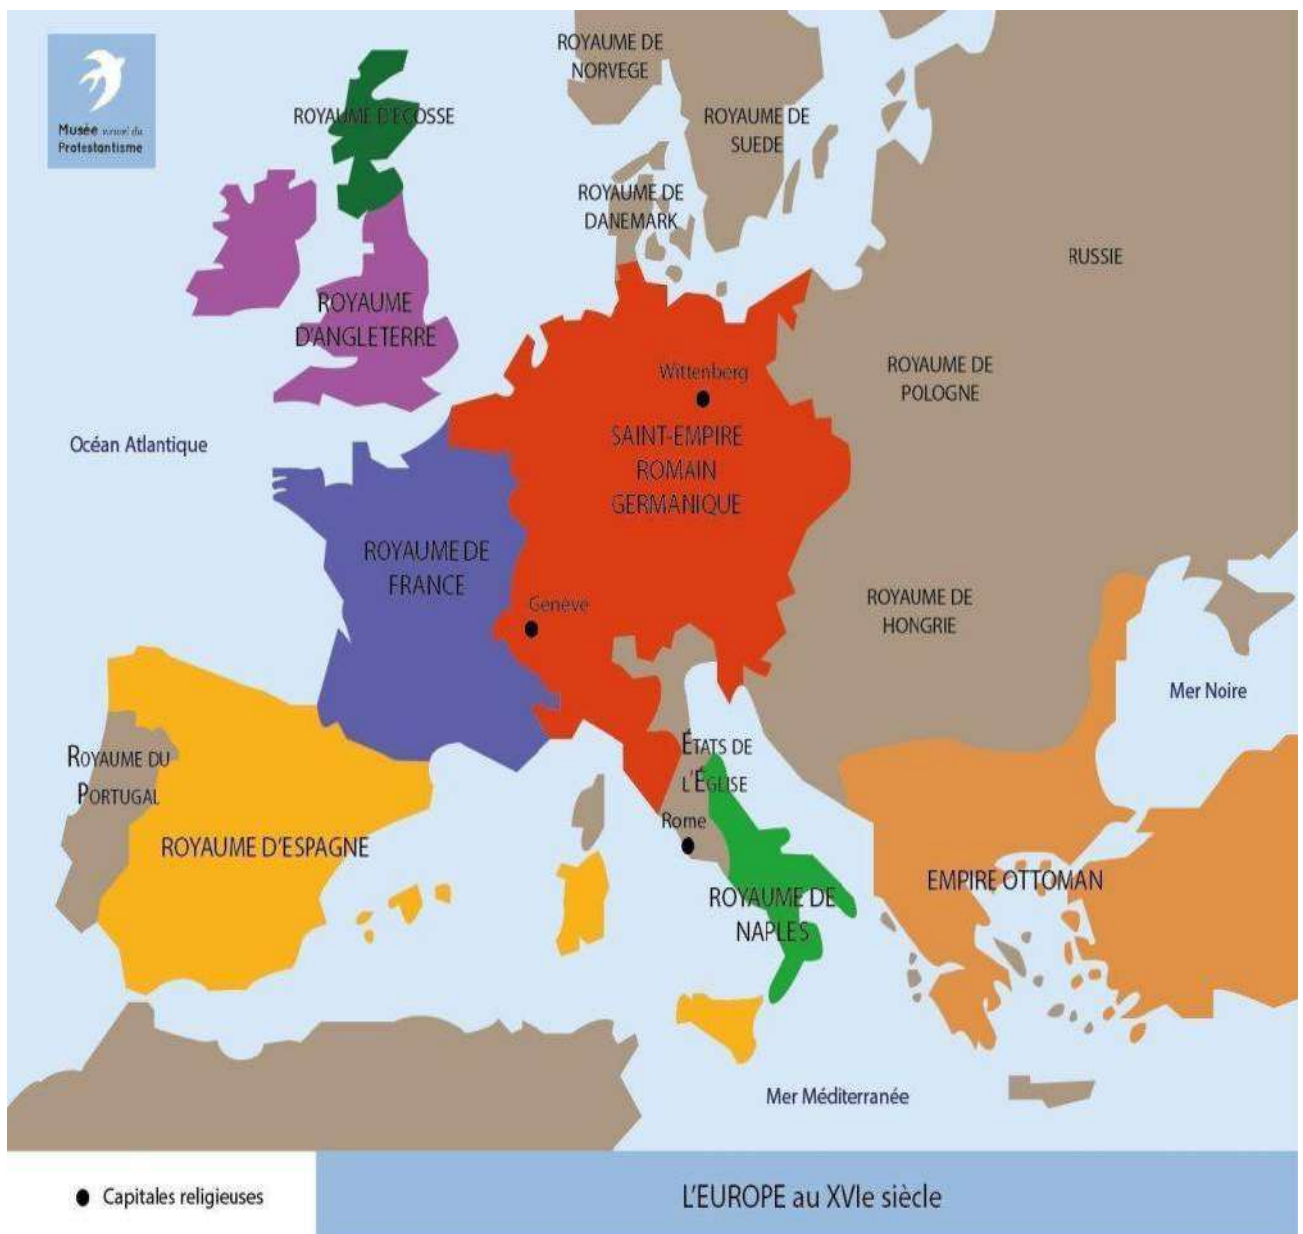 Musée virtuel du
Protestantisme
ROYAUME D'ECOSSE
ROYAUME DE
NORVEGE
ROYAUME DE
SUEDE
ROYAUME DE
DANEMARK
RUSSIE
ROYAUME
D'ANGLETERRE
Wittenberg
ROYAUME DE
POLOGNE
Océan Atlantique
SAINT-EMPIRE
ROMAIN
GERMANIQUE
ROYAUME DE
FRANCE
Genève
ROYAUME DE
HONGRIE
Mer Noire
ROYAUME DU
PORTUGAL
ÉTATS DE
L'ÉGLISE
Rome
ROYAUME D'ESPAGNE
ROYAUME DE
NAPLES
EMPIRE OTTOMAN
Mer Méditerranée
Capitales religieuses
L'EUROPE au XVIe siècle